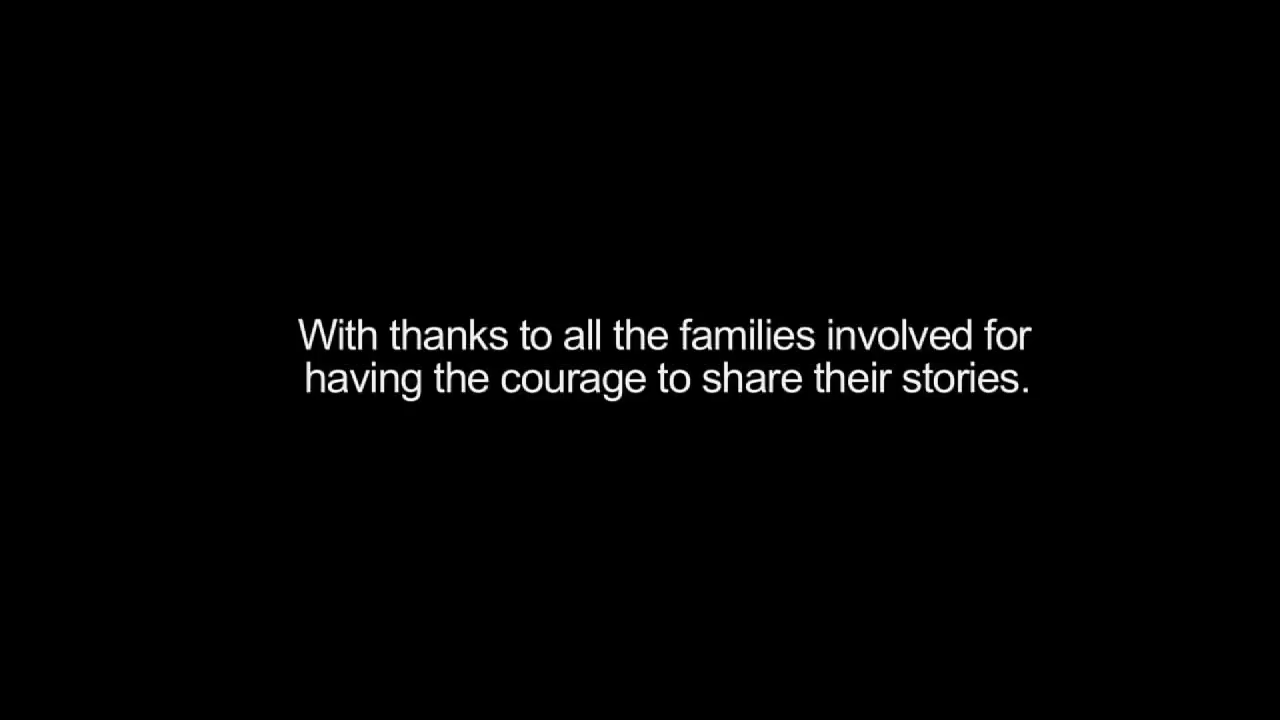 With thanks to all the families involved for
having the courage to share their stories.